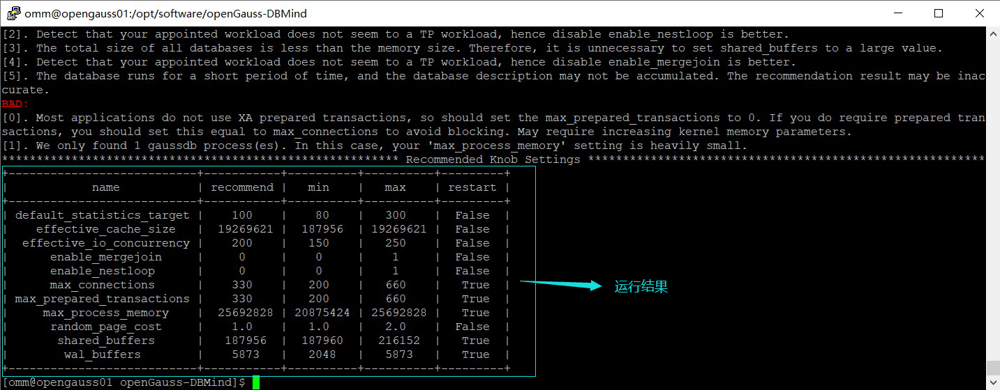 omm@opengauss01:/opt/software/openGauss-DBMind
[2]. Detect that your appointed workload does not seem to a TP workload, hence disable enable_nestloop is better.
[3]. The total size of all databases is less than the memory size. Therefore, it is unnecessary to set shared_buffers to a large value.
[4]. Detect that your appointed workload does not seem to a TP workload, hence disable enable_mergejoin is better.
[5]. The database runs for a short period of time, and the database description may not be accumulated. The recommendation result may be inac
curate.
BAD:
[0]. Most applications do not use XA prepared transactions, so should set the max_prepared_transactions to 0. If you do require prepared tran
sactions, you should set this equal to max_connections to avoid blocking. May require increasing kernel memory parameters.
[1]. We only found 1 gaussdb process(es). In this case, your 'max_process_memory' setting is heavily small.
********************************************************* Recommended Knob Settings *********************************************************
+---------------------------+-----------+----------+----------+---------+
|            name           | recommend |   min    |   max    | restart |
+---------------------------+-----------+----------+----------+---------+
| default_statistics_target |    100    |    80    |   300    |  False  |
|    effective_cache_size   |  19269621 |  187956  | 19269621 |  False  |
|  effective_io_concurrency |    200    |   150    |   250    |  False  |
|      enable_mergejoin     |     0     |    0     |    1     |  False  |
|      enable_nestloop      |     0     |    0     |    1     |  False  |
|      max_connections      |    330    |   200    |   660    |   True  |
| max_prepared_transactions |    330    |   200    |   660    |   True  |
|     max_process_memory    |  25692828 | 20875424 | 25692828 |   True  |
|      random_page_cost     |    1.0    |   1.0    |   2.0    |  False  |
|       shared_buffers      |   187956  |  187960  |  216152  |   True  |
|        wal_buffers        |    5873   |   2048   |   5873   |   True  |
+---------------------------+-----------+----------+----------+---------+
运行结果
[omm@opengauss01 openGauss-DBMind]$